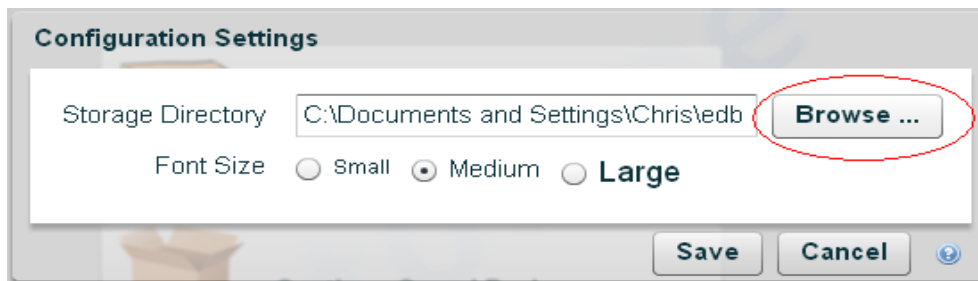 Configuration Settings
Storage Directory C:\Documents and Settings\Chris\edb Browse ...
Font Size Small Medium Large
Save Cancel